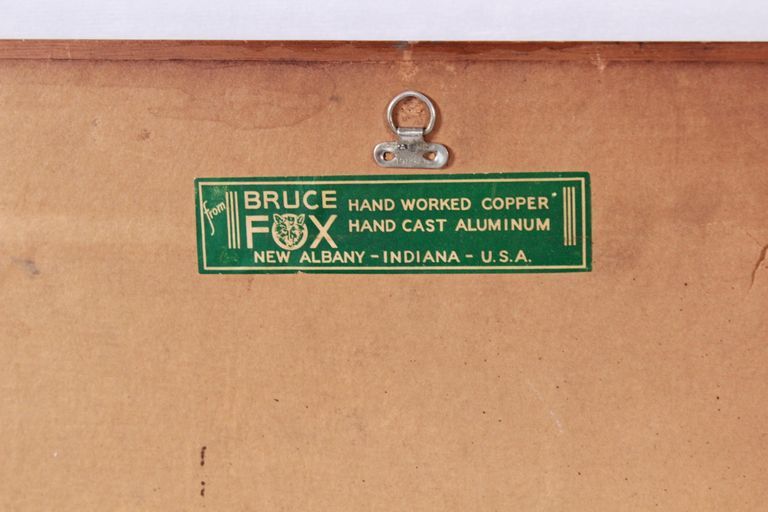 from
BRUCE FOX
HAND WORKED COPPER
HAND CAST ALUMINUM
NEW ALBANY - INDIANA - U.S.A.